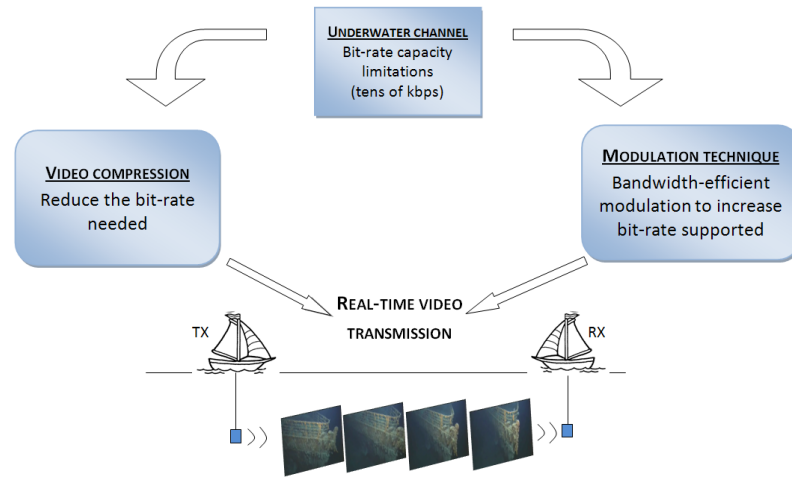 UNDERWATER CHANNEL
Bit-rate capacity
limitations
(tens of kbps)
VIDEO COMPRESSION
Reduce the bit-rate
needed
MODULATION TECHNIQUE
Bandwidth-efficient
modulation to increase
bit-rate supported
REAL-TIME VIDEO
TRANSMISSION
TX
RX